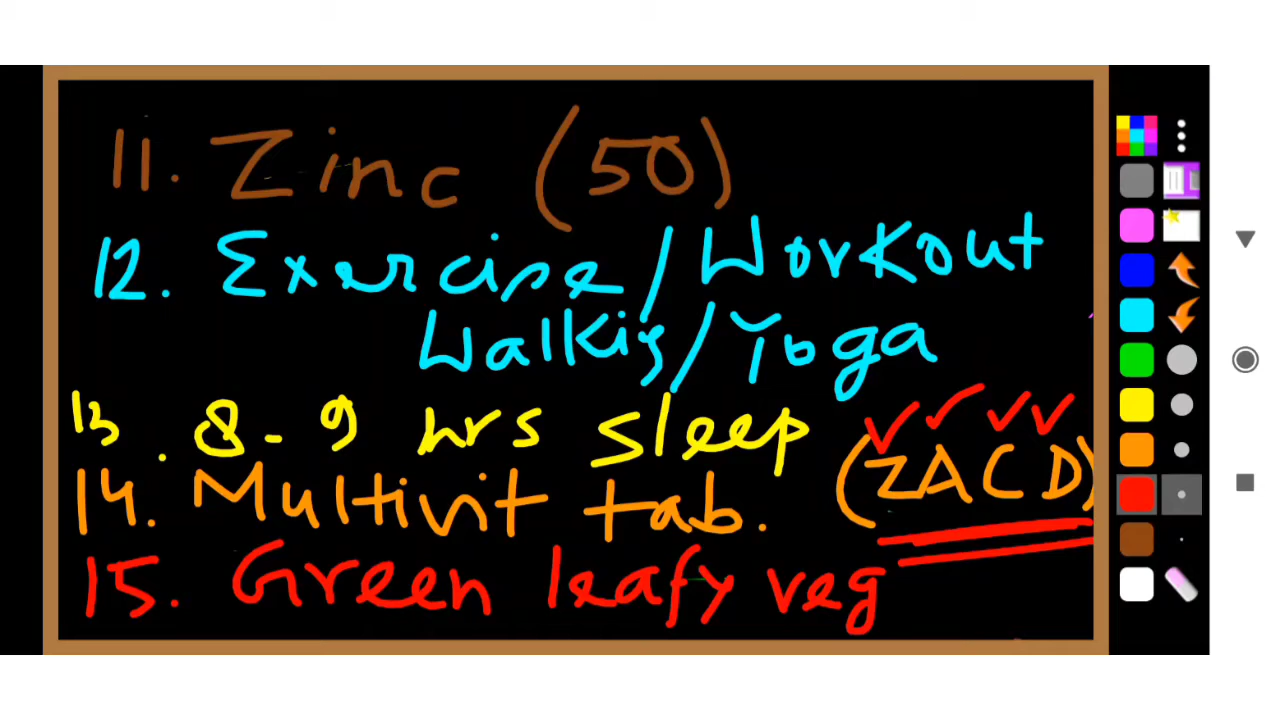 11. Zinc (50)
12. Exercise/Workout
Walking/Yoga
13. 8-9 hrs sleep
14. Multivit tab. (ZACD)
15. Green leafy veg